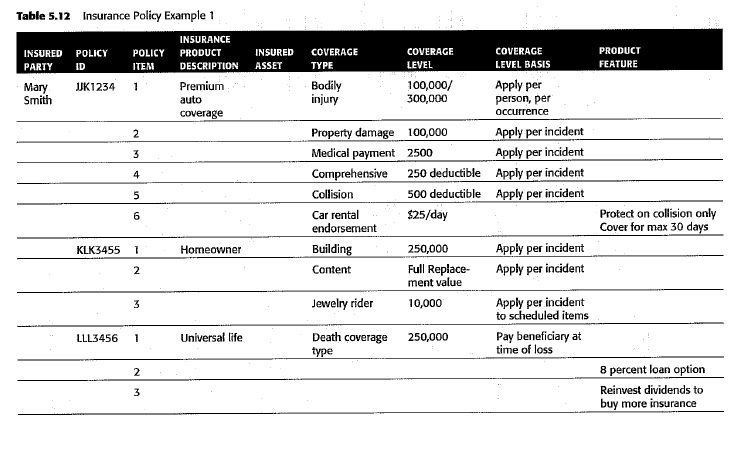 Table 5.12 Insurance Policy Example 1
INSURED PARTY POLICY ID POLICY ITEM INSURANCE PRODUCT DESCRIPTION INSURED ASSET COVERAGE TYPE COVERAGE LEVEL COVERAGE LEVEL BASIS PRODUCT FEATURE
Mary Smith JJK1234 1 Premium auto coverage Bodily injury 100,000/ 300,000 Apply per person, per occurrence
2 Property damage 100,000 Apply per incident
3 Medical payment 2500 Apply per incident
4 Comprehensive 250 deductible Apply per incident
5 Collision 500 deductible Apply per incident
6 Car rental endorsement $25/day Protect on collision only Cover for max 30 days
KLK3455 1 Homeowner Building 250,000 Apply per incident
2 Content Full Replace- ment value Apply per incident
3 Jewelry rider 10,000 Apply per incident to scheduled items
LLL3456 1 Universal life Death coverage type 250,000 Pay beneficiary at time of loss
2 8 percent loan option
3 Reinvest dividends to buy more insurance